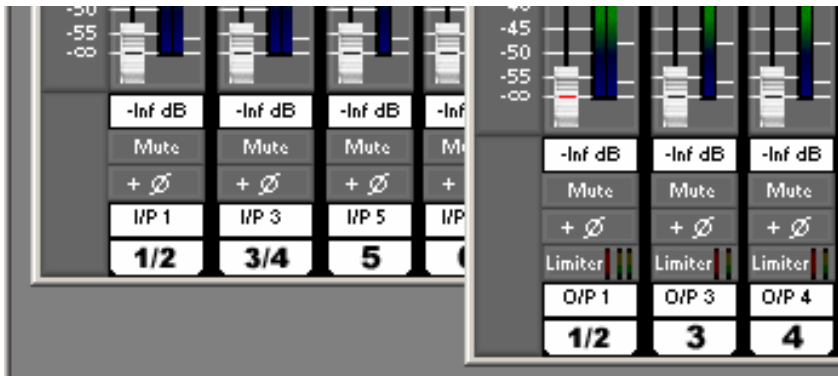 -50
-55
-∞
-Inf dB -Inf dB -Inf dB -Inf
Mute Mute Mute
+ Ø + Ø + Ø +
I/P 1 I/P 3 I/P 5 I/P
1/2 3/4 5
-45
-50
-55
-∞
-Inf dB -Inf dB -Inf dB
Mute Mute Mute
+ Ø + Ø + Ø
Limiter Limiter Limiter
O/P 1 O/P 3 O/P 4
1/2 3 4